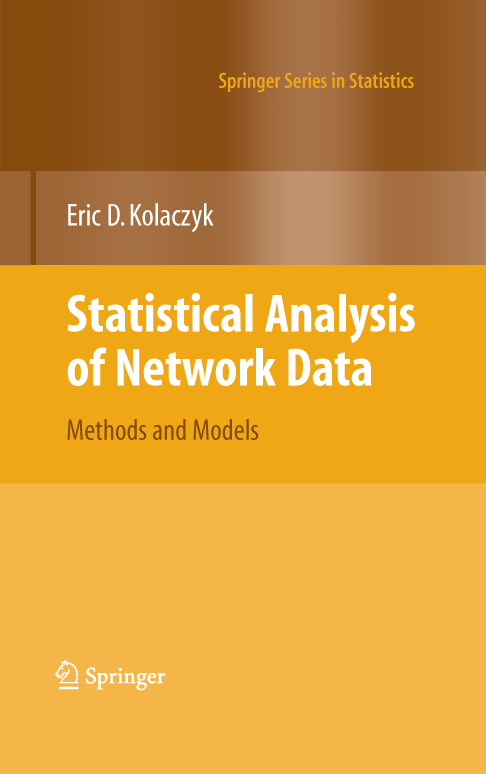 Springer Series in Statistics
Eric D. Kolaczyk
Statistical Analysis
of Network Data
Methods and Models
Springer